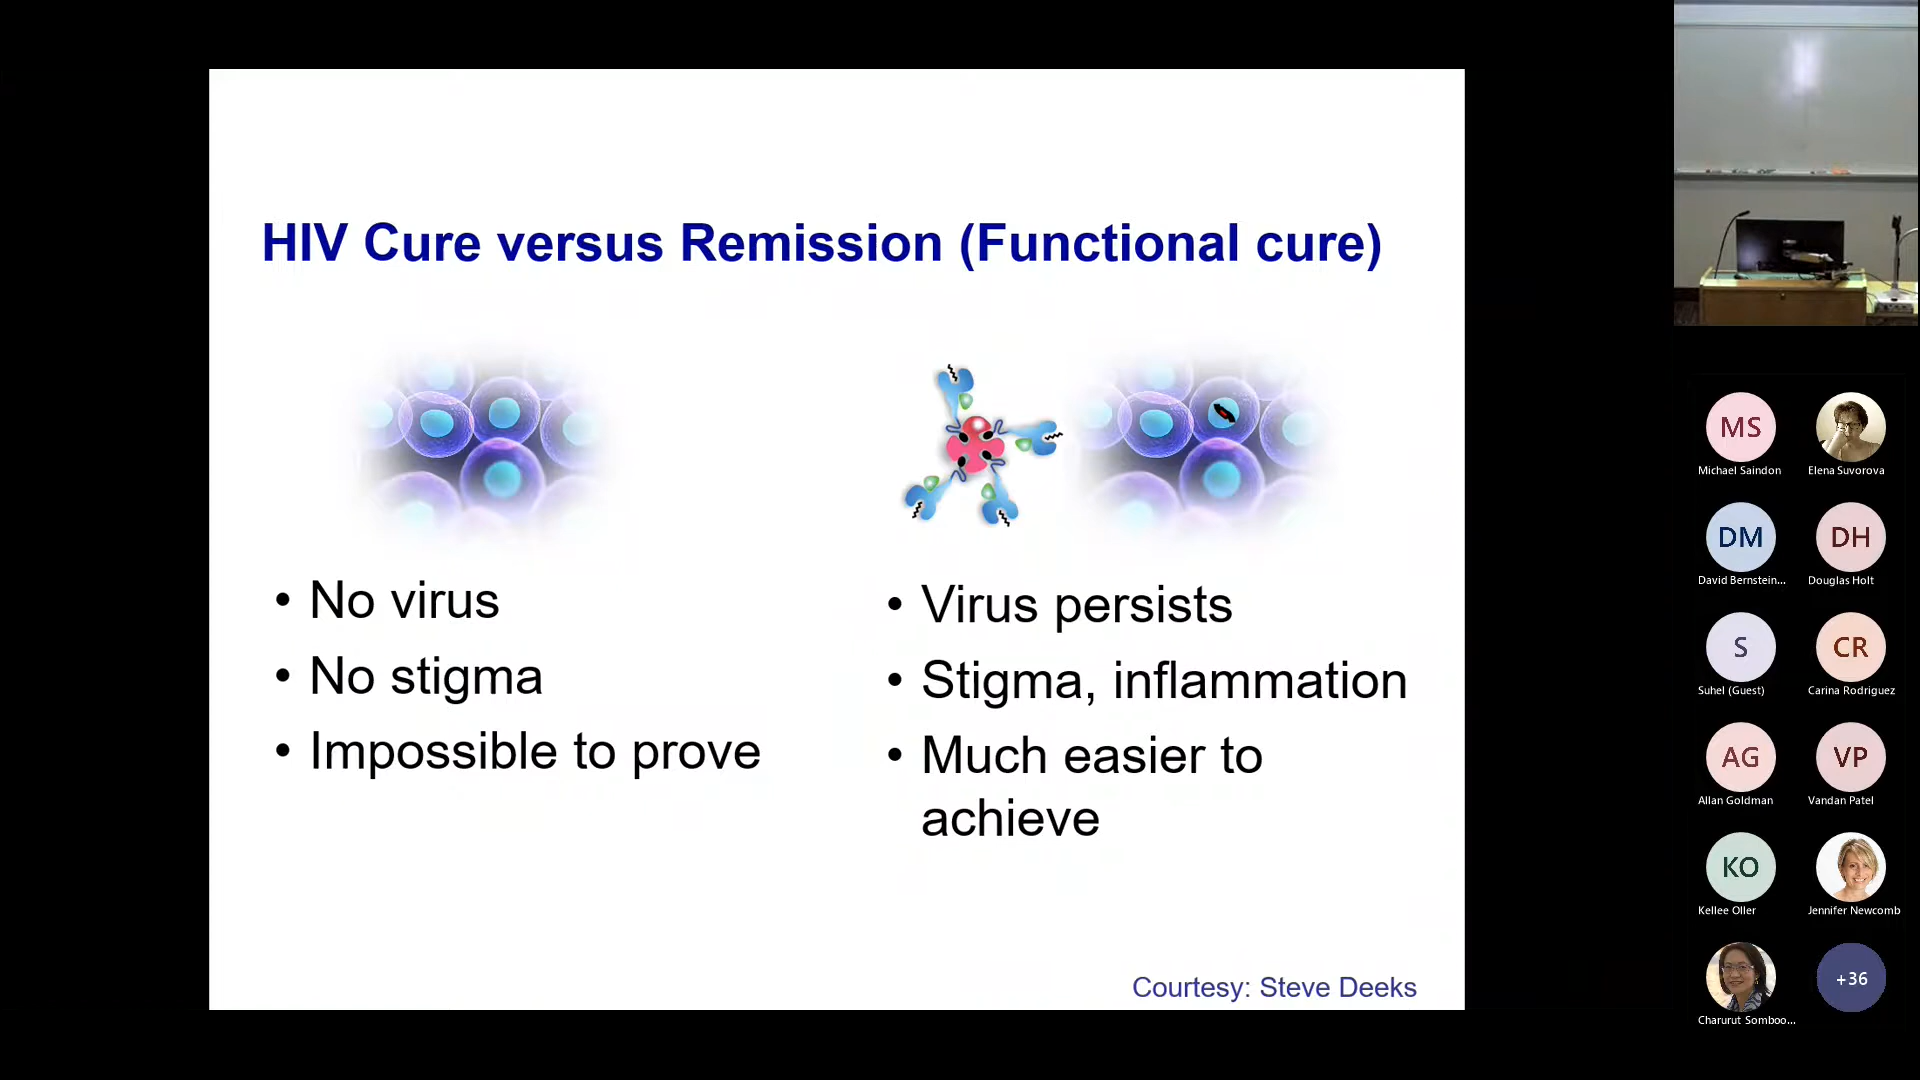 HIV Cure versus Remission (Functional cure)
• No virus
• No stigma
• Impossible to prove
• Virus persists
• Stigma, inflammation
• Much easier to
achieve
Courtesy: Steve Deeks
MS
Michael Saindon
Elena Suvorova
DM
David Bernstein...
DH
Douglas Holt
S
Suhel (Guest)
CR
Carina Rodriguez
AG
Allan Goldman
VP
Vandan Patel
KO
Kellee Oller
Jennifer Newcomb
Charurut Somboo...
+36